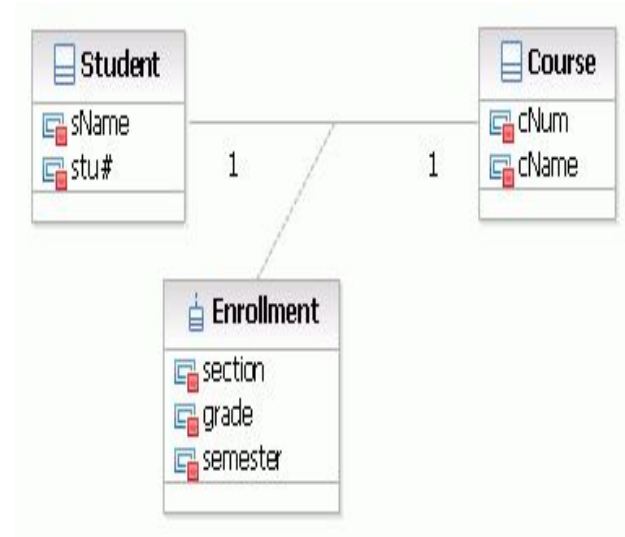 Student
sName
stu#
Course
cNum
cName
1
1
Enrollment
section
grade
semester